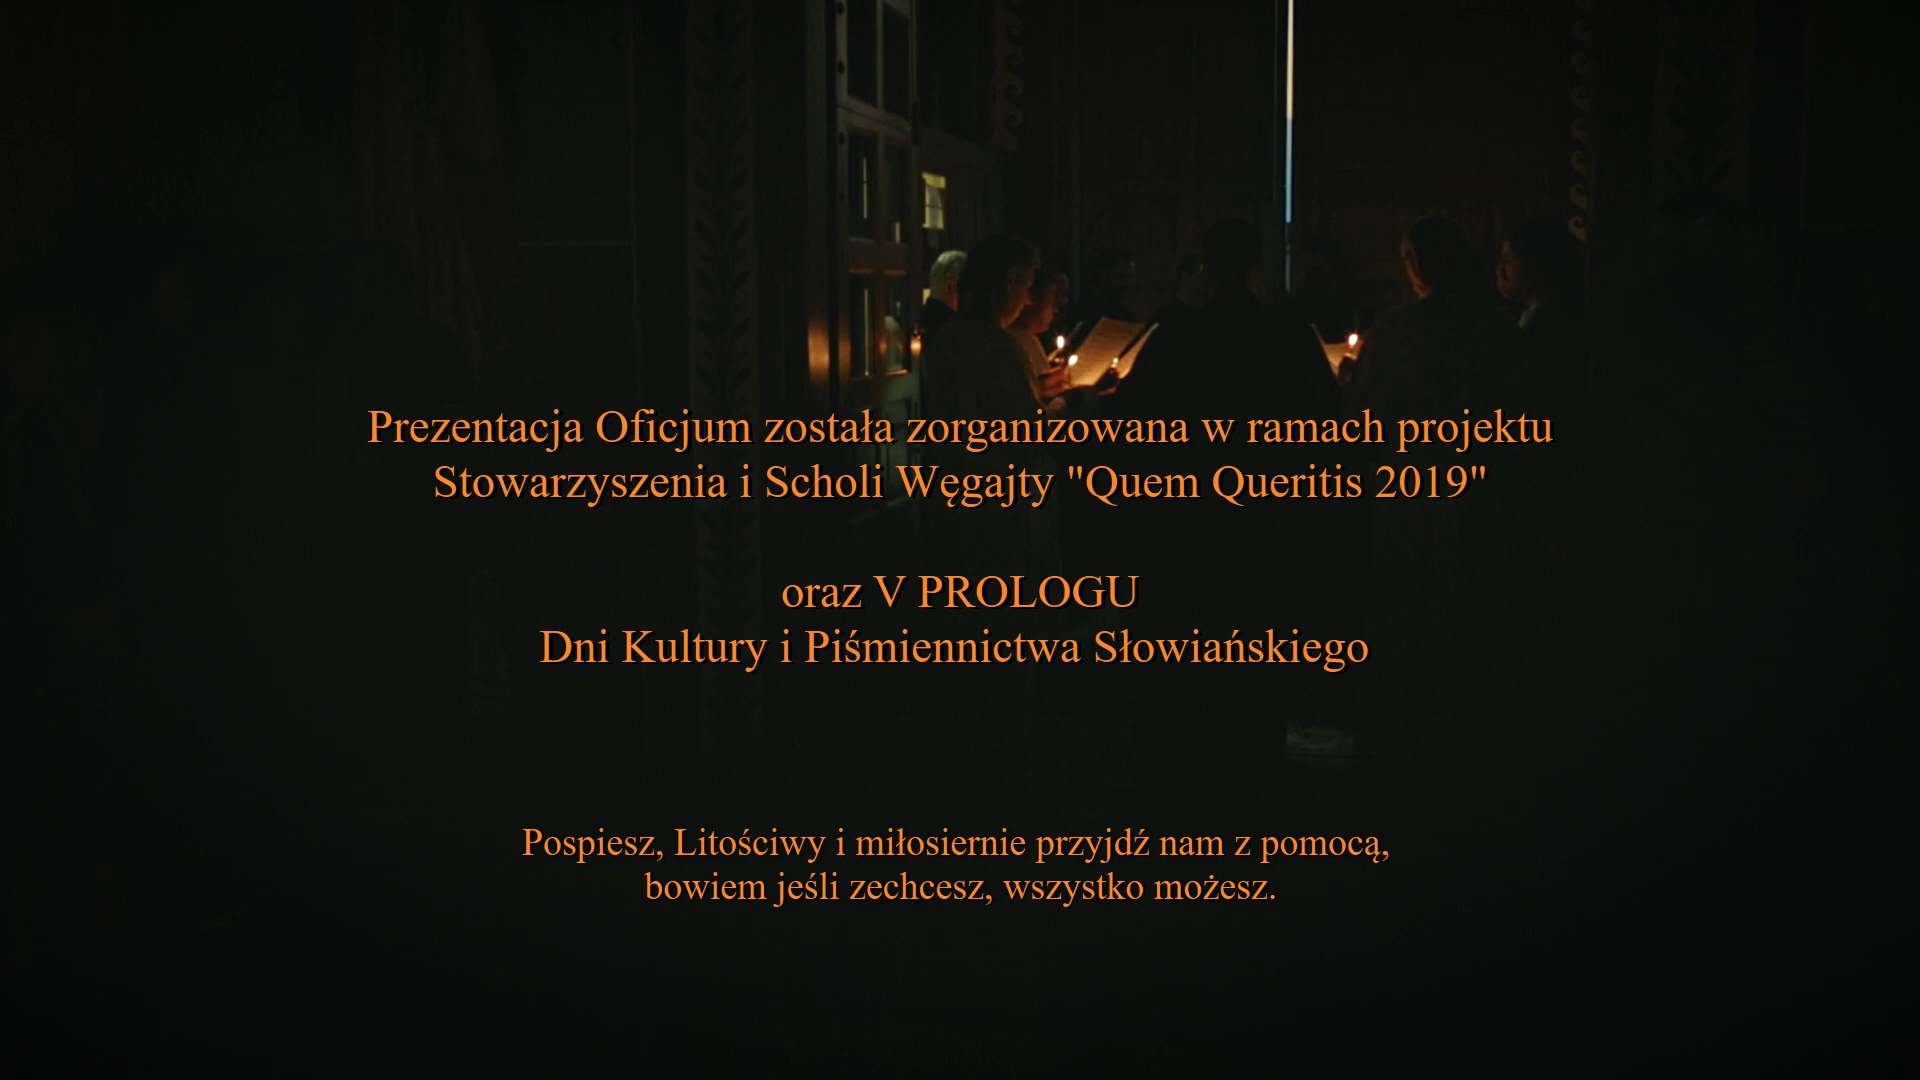 Prezentacja Oficjum została zorganizowana w ramach projektu
Stowarzyszenia i Scholi Węgajty "Quem Queritis 2019"
oraz V PROLOGU
Dni Kultury i Piśmiennictwa Słowiańskiego
Pospiesz, Litościwy i miłosiernie przyjdź nam z pomocą,
bowiem jeśli zechcesz, wszystko możesz.